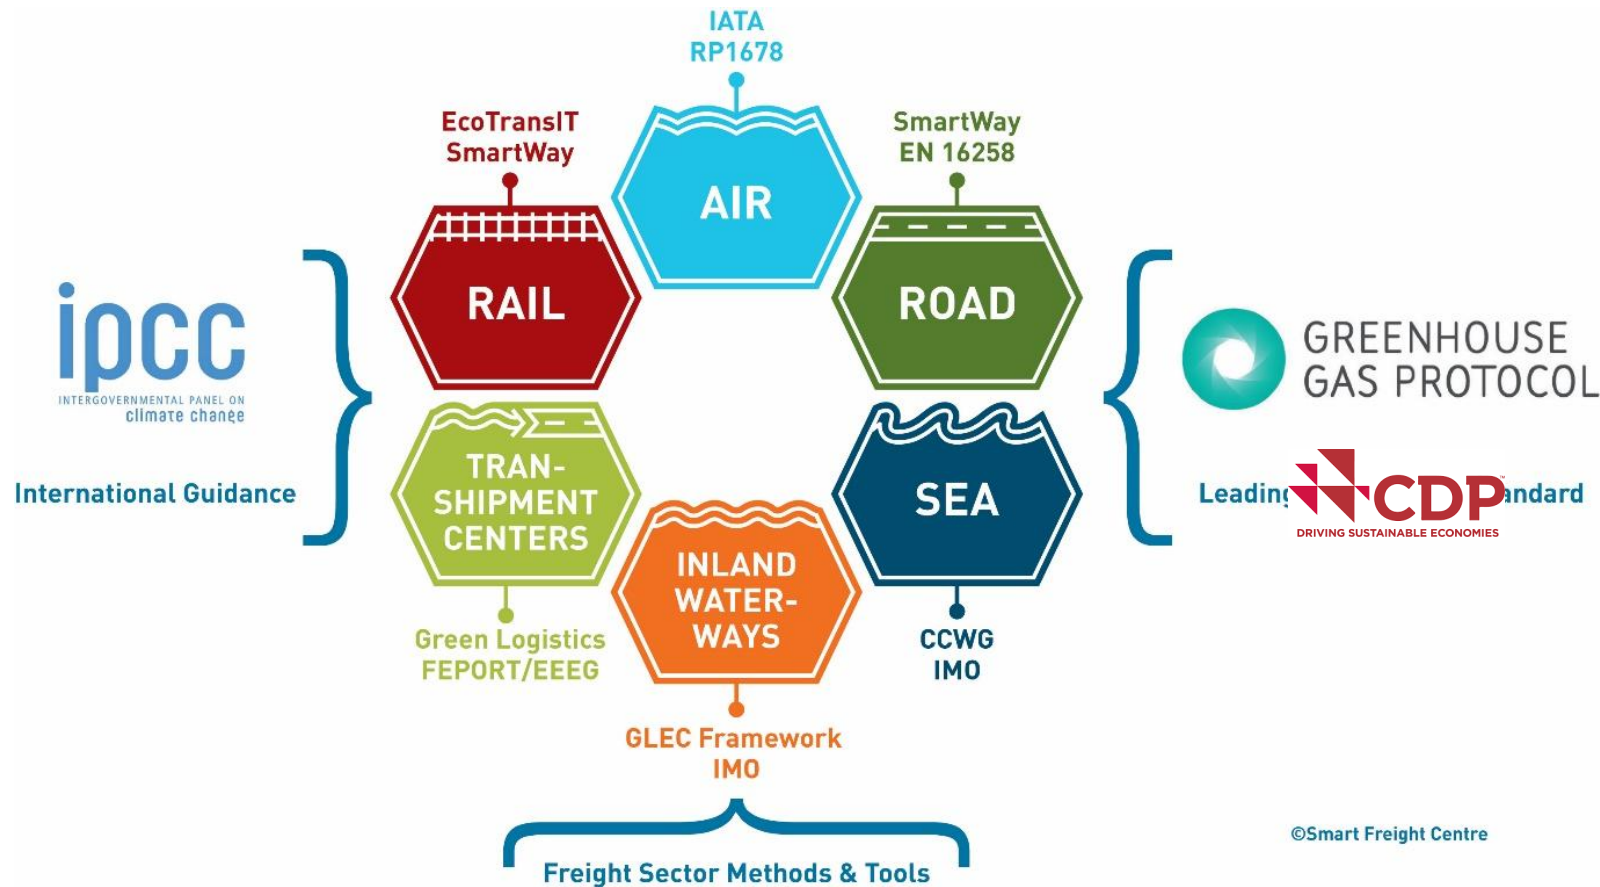 IATA
RP1678
EcoTransIT
SmartWay
SmartWay
EN 16258
AIR
RAIL
ROAD
ipcc
INTERGOVERNMENTAL PANEL ON
climate change
International Guidance
GREENHOUSE
GAS PROTOCOL
Leading
CDP
DRIVING SUSTAINABLE ECONOMIES
TRAN-
SHIPMENT
CENTERS
SEA
INLAND
WATER-
WAYS
Green Logistics
FEPORT/EEEG
CCWG
IMO
GLEC Framework
IMO
Freight Sector Methods & Tools
©Smart Freight Centre